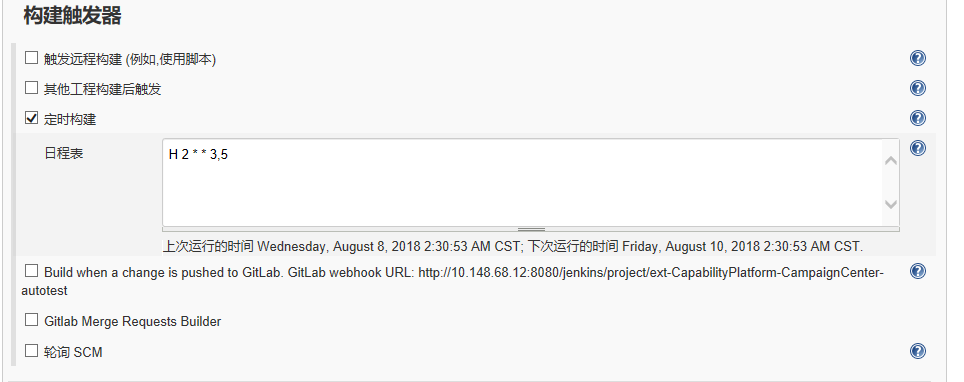 构建触发器
触发远程构建 (例如,使用脚本)
其他工程构建后触发
定时构建
日程表
H 2 * * 3,5
上次运行的时间 Wednesday, August 8, 2018 2:30:53 AM CST; 下次运行的时间 Friday, August 10, 2018 2:30:53 AM CST.
Build when a change is pushed to GitLab. GitLab webhook URL: http://10.148.68.12:8080/jenkins/project/ext-CapabilityPlatform-CampaignCenter-
autotest
Gitlab Merge Requests Builder
轮询 SCM